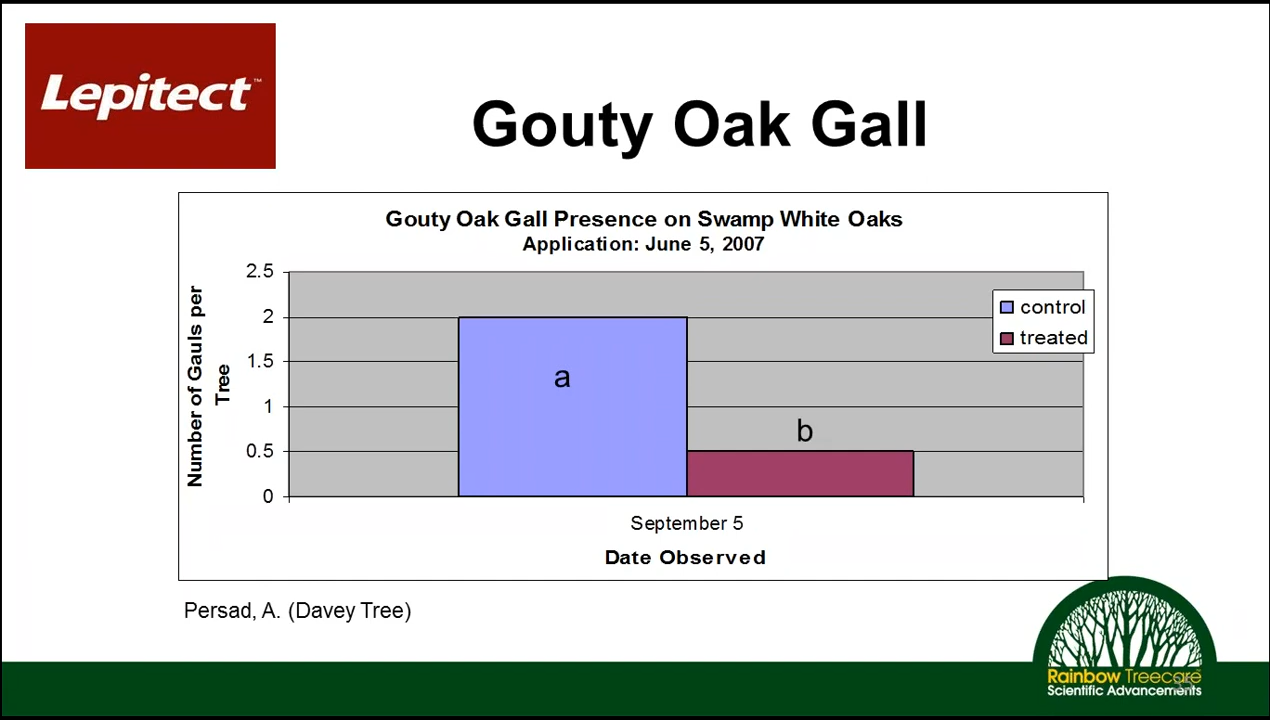 Lepitect™
Gouty Oak Gall
Gouty Oak Gall Presence on Swamp White Oaks
Application: June 5, 2007
Number of Gauls per
Tree
2.5
2
1.5
1
0.5
0
a
b
control
treated
September 5
Date Observed
Persad, A. (Davey Tree)
Rainbow Treecare
Scientific Advancements